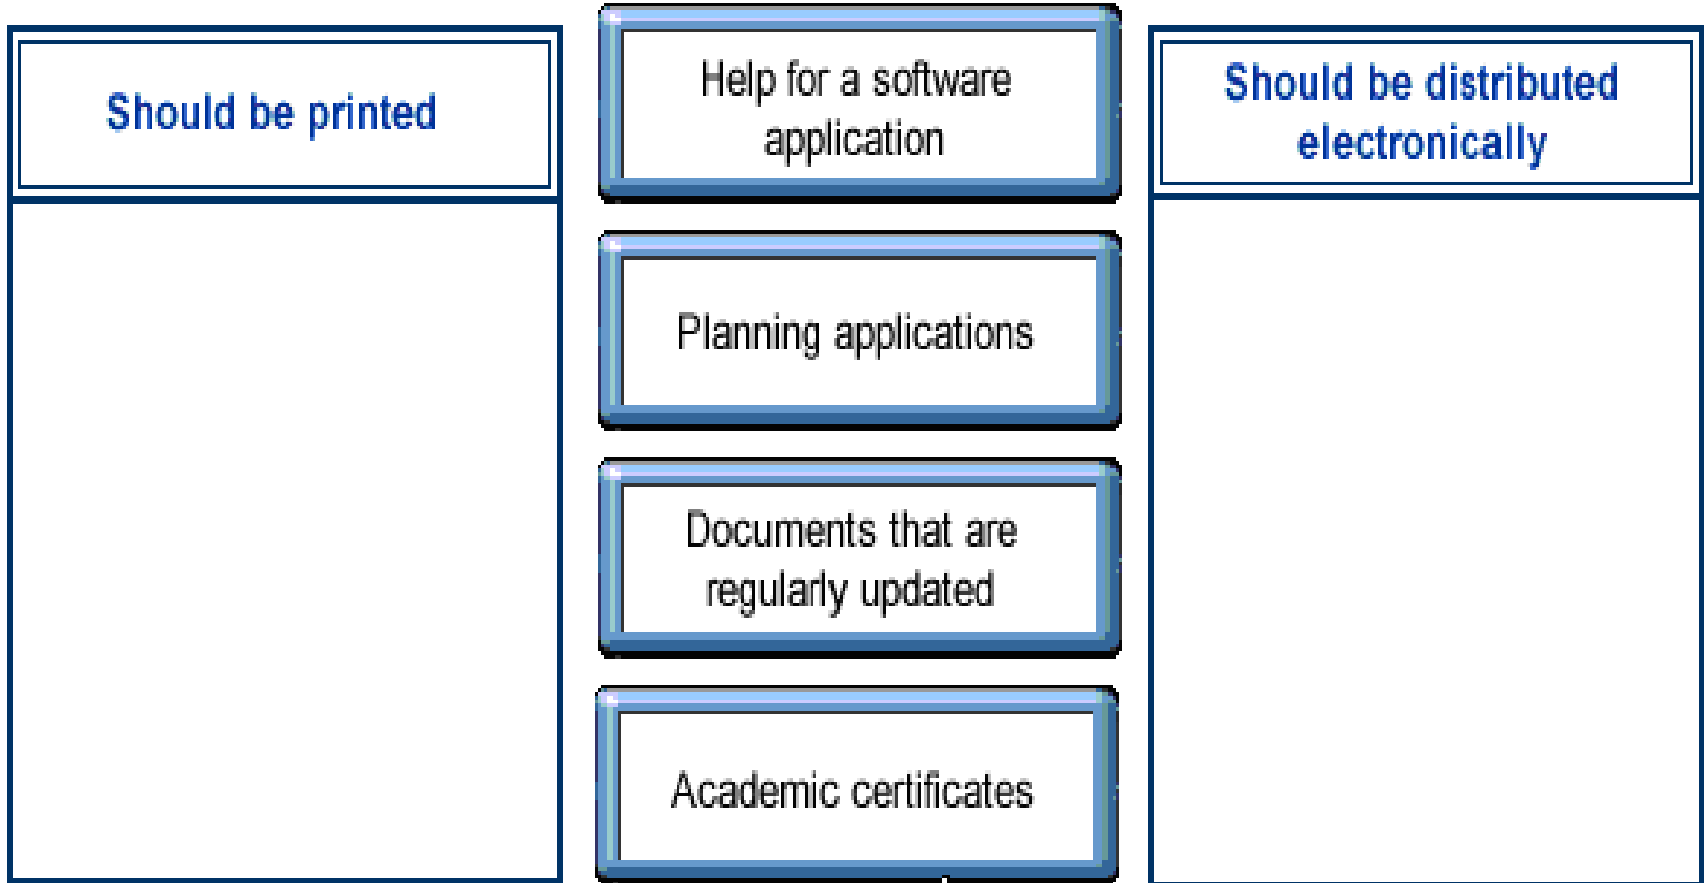 Should be printed
Help for a software
application
Planning applications
Documents that are
regularly updated
Academic certificates
Should be distributed
electronically